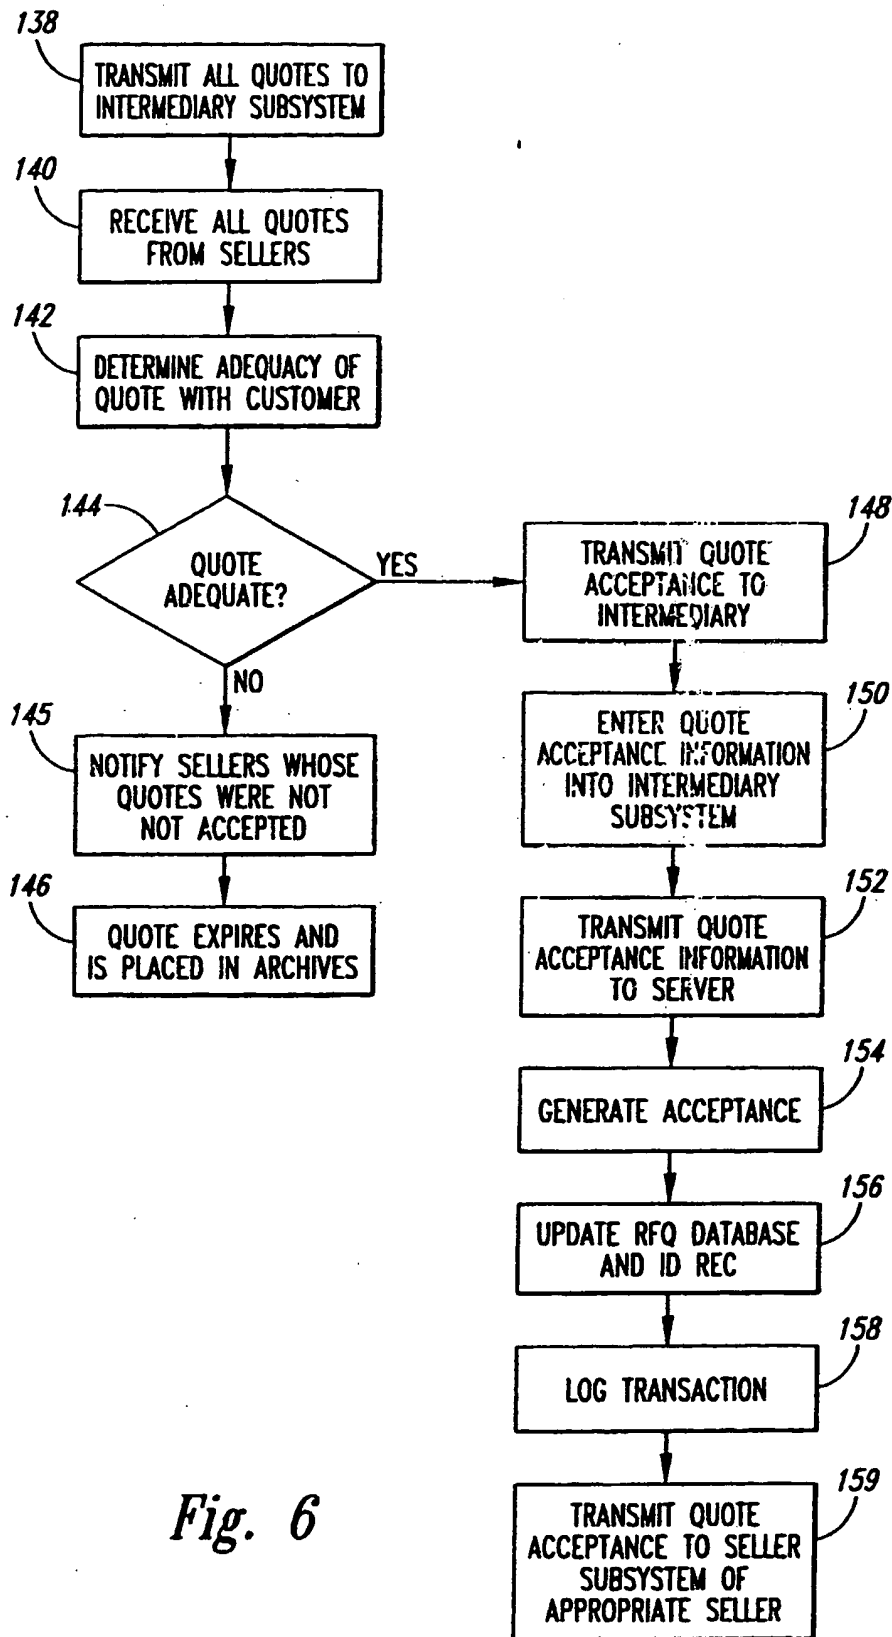 138
TRANSMIT ALL QUOTES TO
INTERMEDIARY SUBSYSTEM
140
RECEIVE ALL QUOTES
FROM SELLERS
142
DETERMINE ADEQUACY OF
QUOTE WITH CUSTOMER
144
QUOTE
ADEQUATE?
YES
NO
145
NOTIFY SELLERS WHOSE
QUOTES WERE NOT
NOT ACCEPTED
146
QUOTE EXPIRES AND
IS PLACED IN ARCHIVES
148
TRANSMIT QUOTE
ACCEPTANCE TO
INTERMEDIARY
150
ENTER QUOTE
ACCEPTANCE INFORMATION
INTO INTERMEDIARY
SUBSYSTEM
152
TRANSMIT QUOTE
ACCEPTANCE INFORMATION
TO SERVER
154
GENERATE ACCEPTANCE
156
UPDATE RFQ DATABASE
AND ID REC
158
LOG TRANSACTION
159
TRANSMIT QUOTE
ACCEPTANCE TO SELLER
SUBSYSTEM OF
APPROPRIATE SELLER
Fig. 6